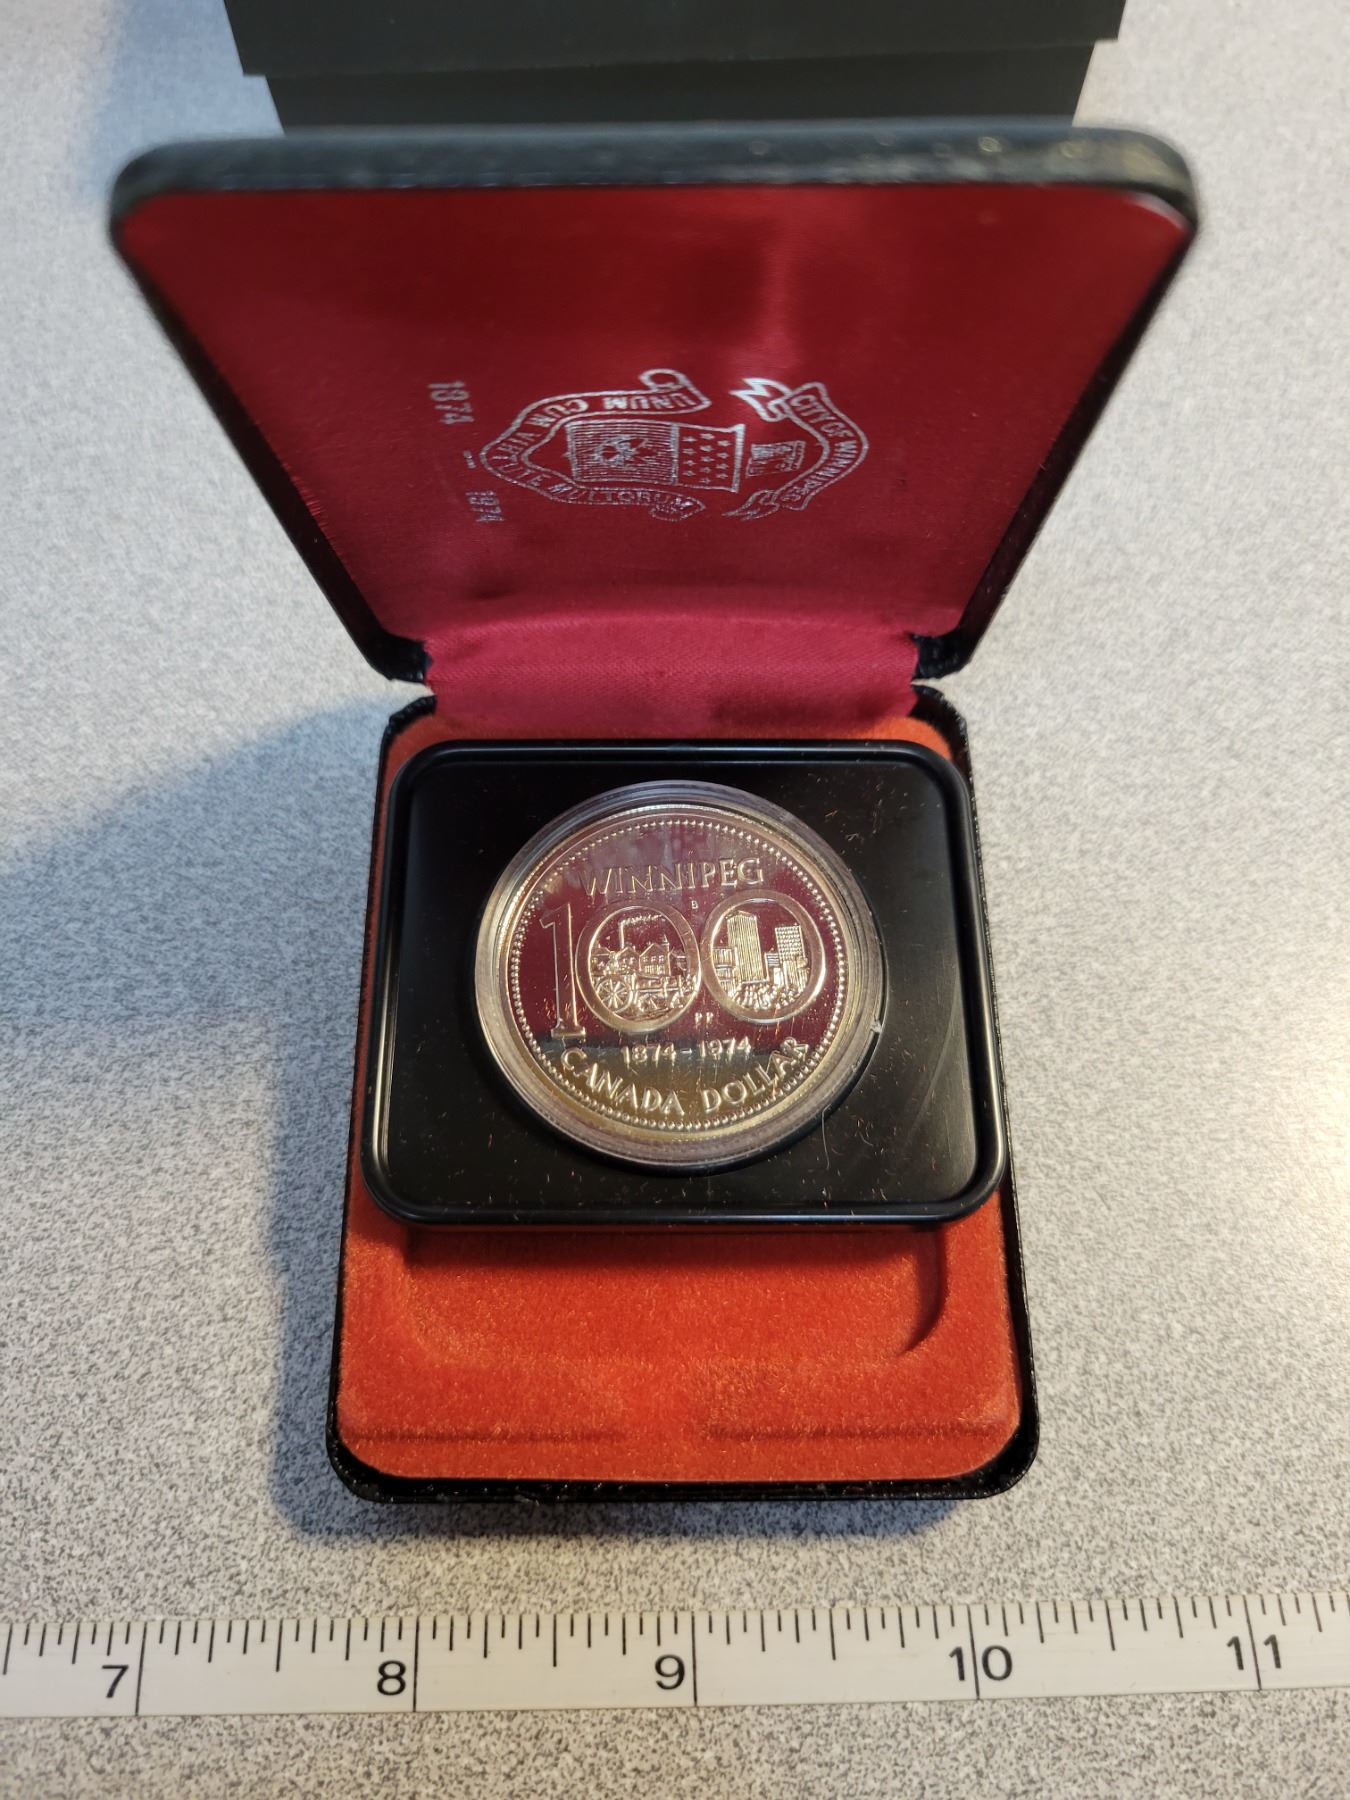 CITY OF WINNIPEG
UNUM CUM VIRTUTE MULTORUM
1874 - 1974
WINNIPEG
B
100
PP
1874-1974
CANADA DOLLAR
7 8 9 10 11